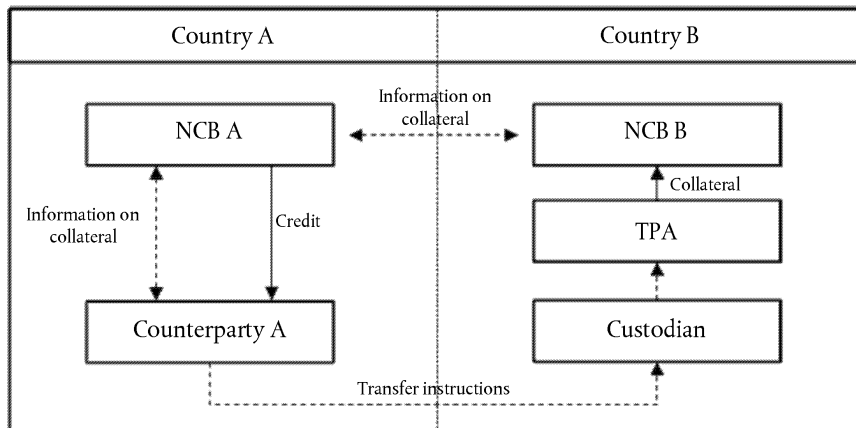 Country A
Country B
Information on
collateral
NCB A
NCB B
Collateral
Information on
collateral
Credit
TPA
Counterparty A
Custodian
Transfer instructions